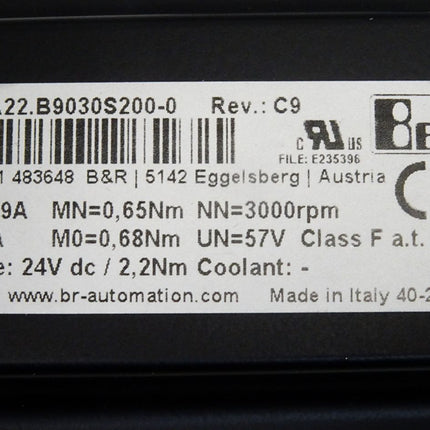 A22.B9030S200-0 Rev.: C9
c us
FILE: E235396
483648 B&R | 5142 Eggelsberg | Austria
9A MN=0,65Nm NN=3000rpm
A M0=0,68Nm UN=57V Class F a.t.
e: 24V dc / 2,2Nm Coolant: -
www.br-automation.com Made in Italy 40-2